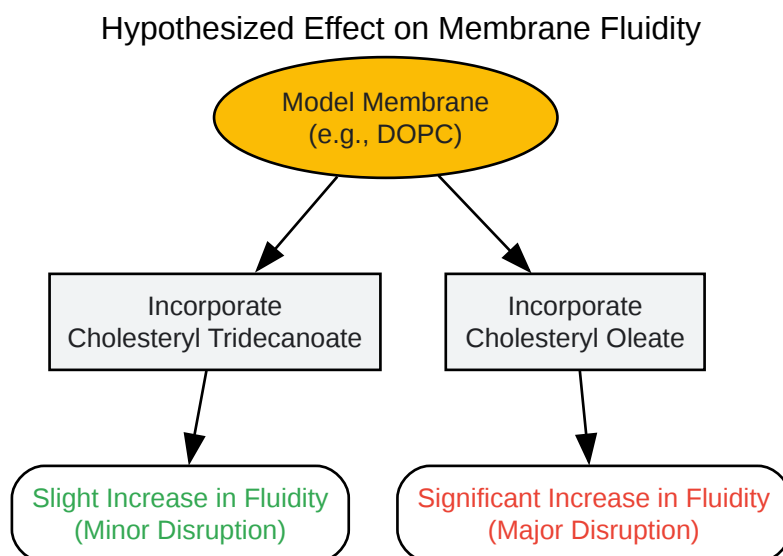 Hypothesized Effect on Membrane Fluidity
Model Membrane
(e.g., DOPC)
Incorporate
Cholesteryl Tridecanoate
Incorporate
Cholesteryl Oleate
Slight Increase in Fluidity
(Minor Disruption)
Significant Increase in Fluidity
(Major Disruption)